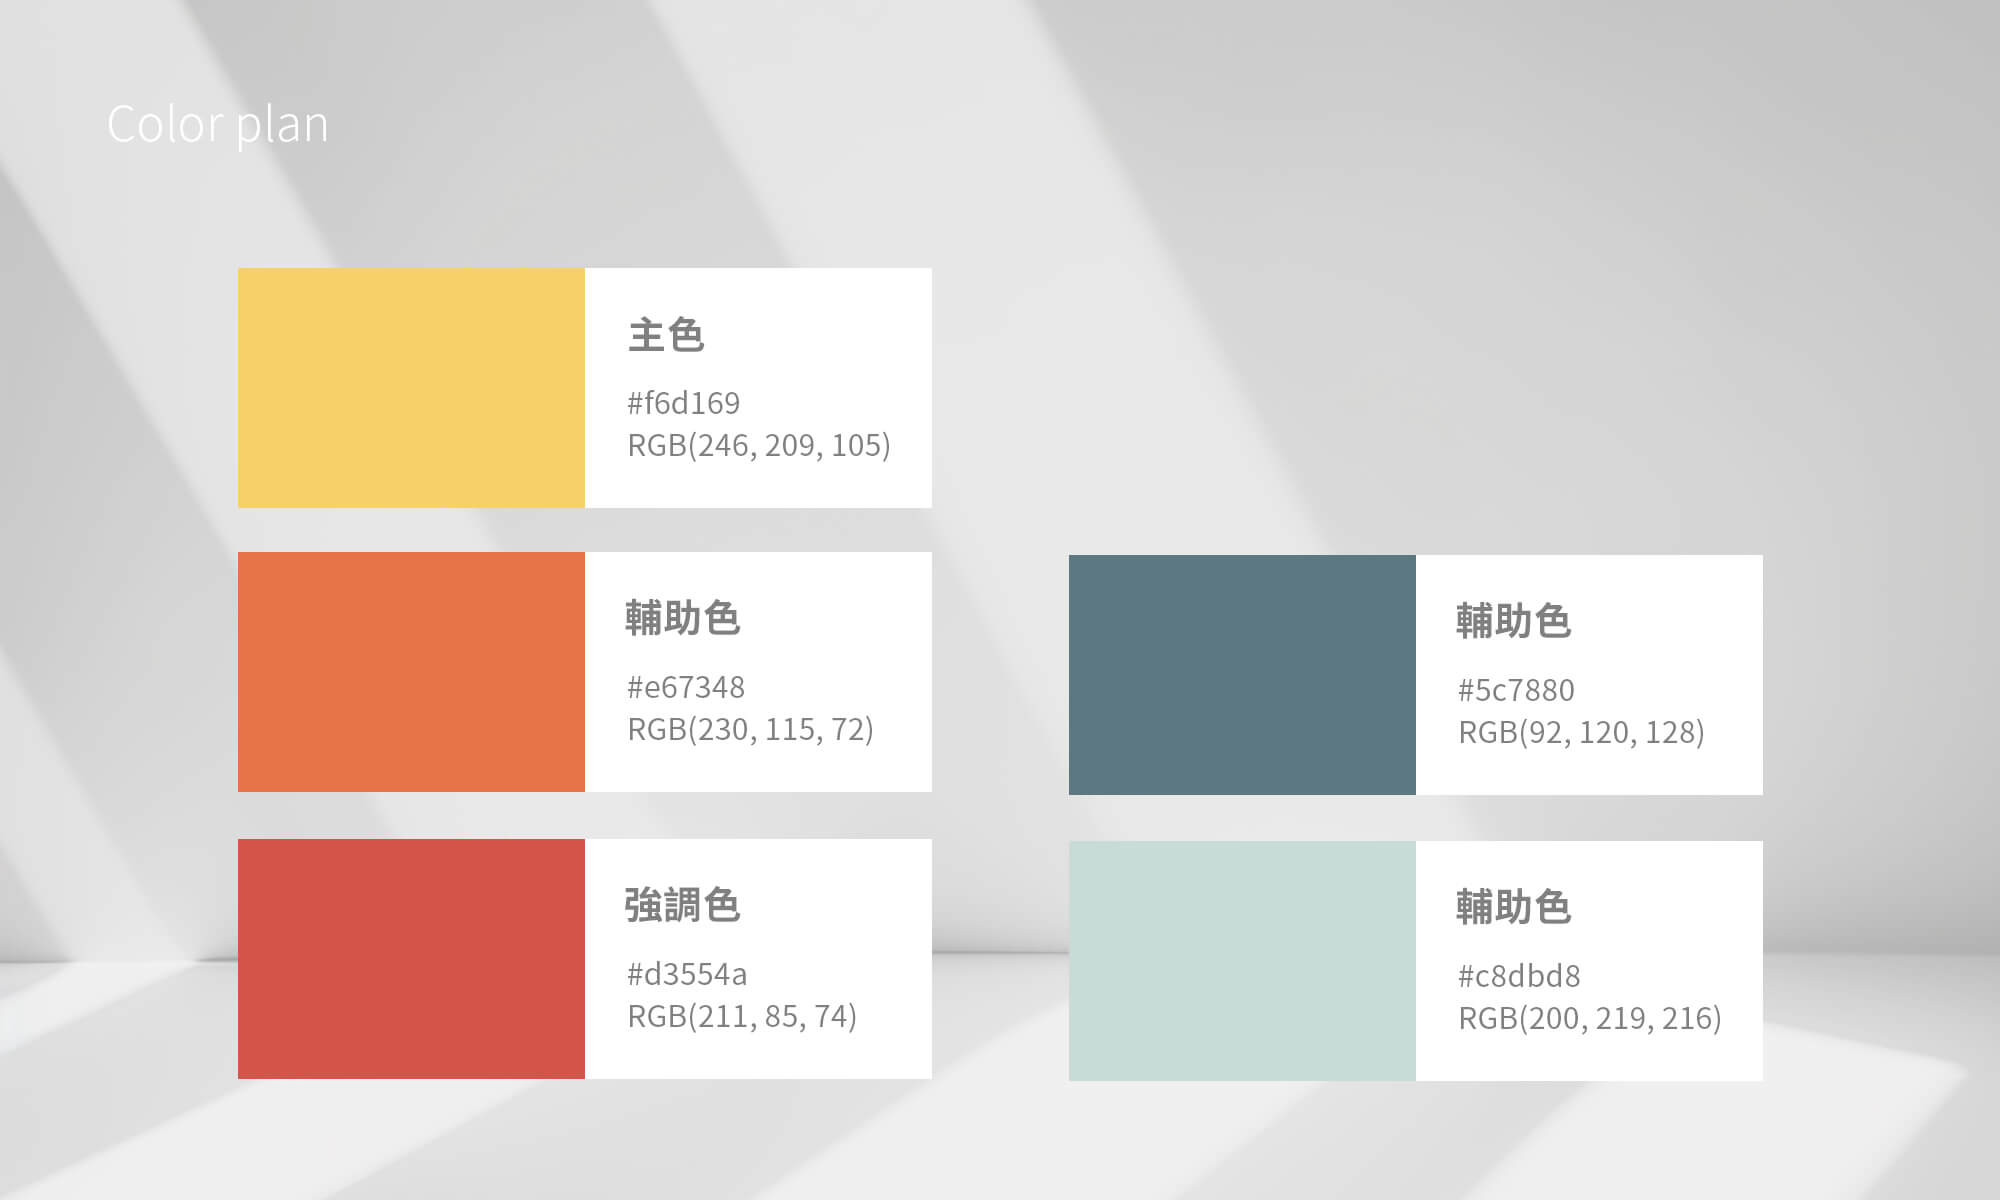 Color plan
主色
#f6d169
RGB(246, 209, 105)
輔助色
#e67348
RGB(230, 115, 72)
強調色
#d3554a
RGB(211, 85, 74)
輔助色
#5c7880
RGB(92, 120, 128)
輔助色
#c8dbd8
RGB(200, 219, 216)